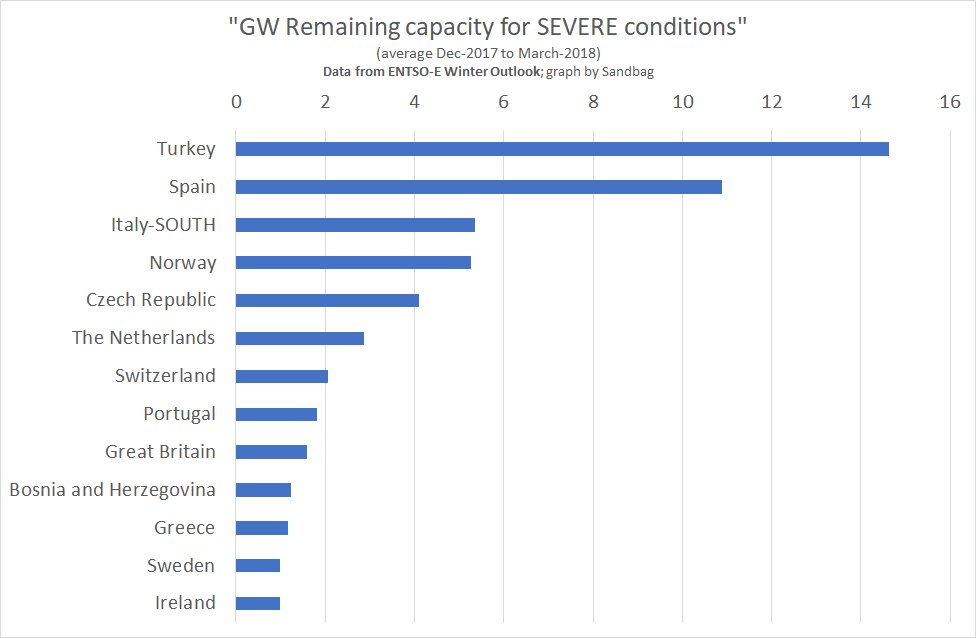 "GW Remaining capacity for SEVERE conditions"
(average Dec-2017 to March-2018)
Data from ENTSO-E Winter Outlook; graph by Sandbag
0 2 4 6 8 10 12 14 16
Turkey
Spain
Italy-SOUTH
Norway
Czech Republic
The Netherlands
Switzerland
Portugal
Great Britain
Bosnia and Herzegovina
Greece
Sweden
Ireland